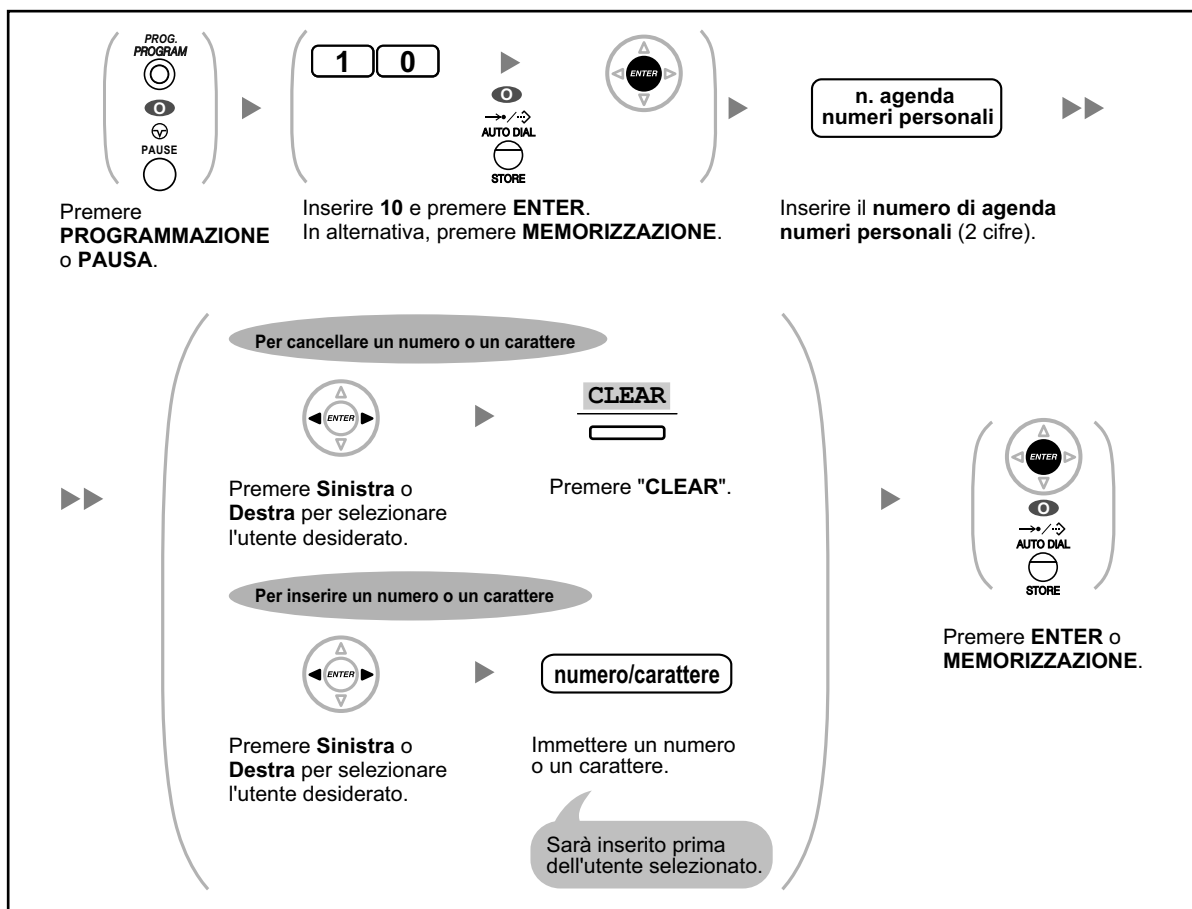 PROG.
PROGRAM
O
PAUSE
Premere
PROGRAMMAZIONE
o PAUSA.
1 0
O
AUTO DIAL
STORE
ENTER
Inserire 10 e premere ENTER.
In alternativa, premere MEMORIZZAZIONE.
n. agenda
numeri personali
Inserire il numero di agenda
numeri personali (2 cifre).
Per cancellare un numero o un carattere
ENTER
Premere Sinistra o
Destra per selezionare
l'utente desiderato.
CLEAR
Premere "CLEAR".
Per inserire un numero o un carattere
ENTER
Premere Sinistra o
Destra per selezionare
l'utente desiderato.
numero/carattere
Immettere un numero
o un carattere.
Sarà inserito prima
dell'utente selezionato.
ENTER
O
AUTO DIAL
STORE
Premere ENTER o
MEMORIZZAZIONE.